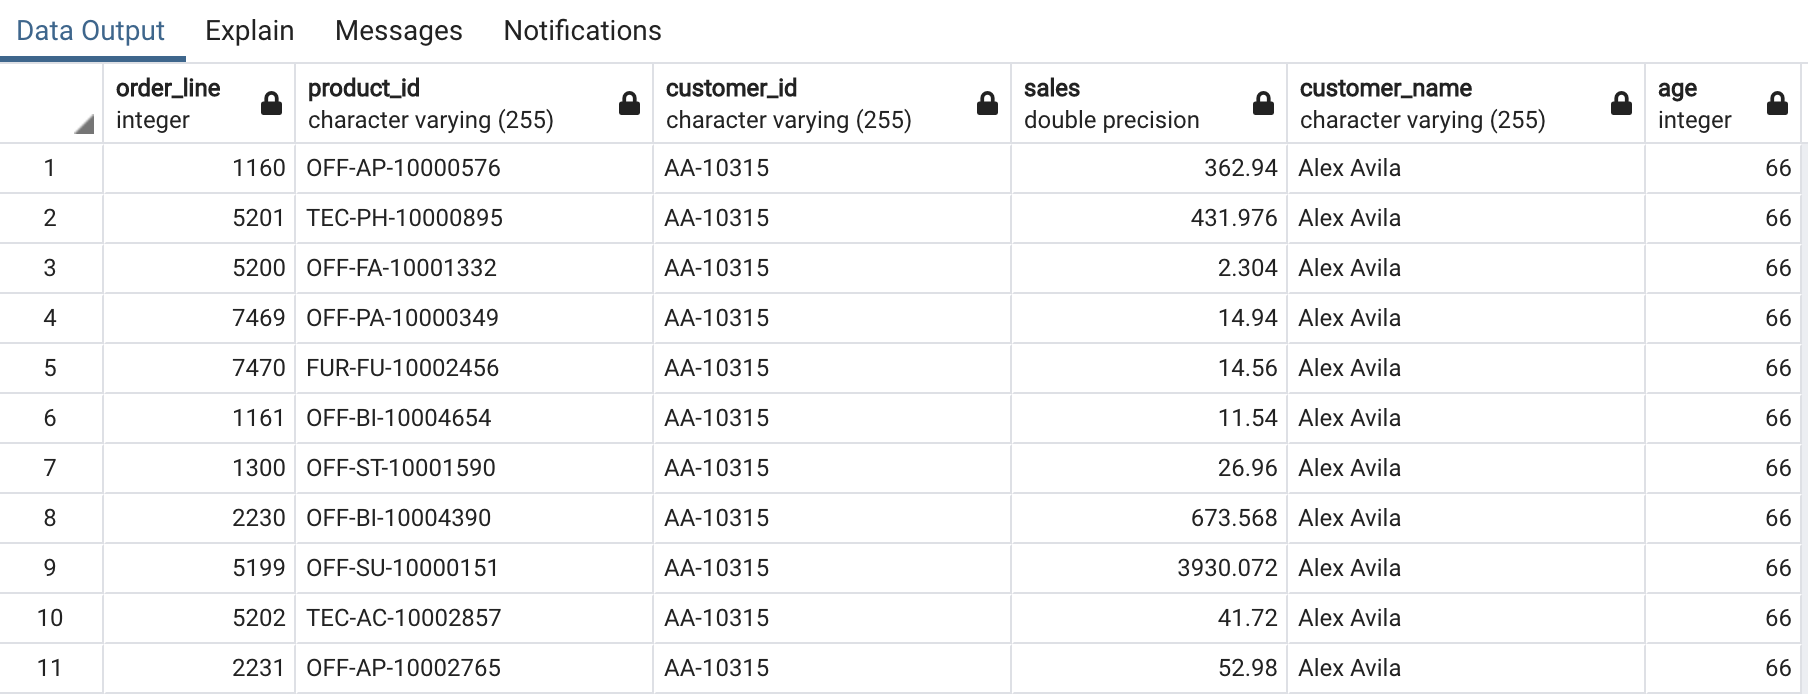 Data Output Explain Messages Notifications
order_line product_id customer_id sales customer_name age
integer character varying (255) character varying (255) double precision character varying (255) integer
1 1160 OFF-AP-10000576 AA-10315 362.94 Alex Avila 66
2 5201 TEC-PH-10000895 AA-10315 431.976 Alex Avila 66
3 5200 OFF-FA-10001332 AA-10315 2.304 Alex Avila 66
4 7469 OFF-PA-10000349 AA-10315 14.94 Alex Avila 66
5 7470 FUR-FU-10002456 AA-10315 14.56 Alex Avila 66
6 1161 OFF-BI-10004654 AA-10315 11.54 Alex Avila 66
7 1300 OFF-ST-10001590 AA-10315 26.96 Alex Avila 66
8 2230 OFF-BI-10004390 AA-10315 673.568 Alex Avila 66
9 5199 OFF-SU-10000151 AA-10315 3930.072 Alex Avila 66
10 5202 TEC-AC-10002857 AA-10315 41.72 Alex Avila 66
11 2231 OFF-AP-10002765 AA-10315 52.98 Alex Avila 66